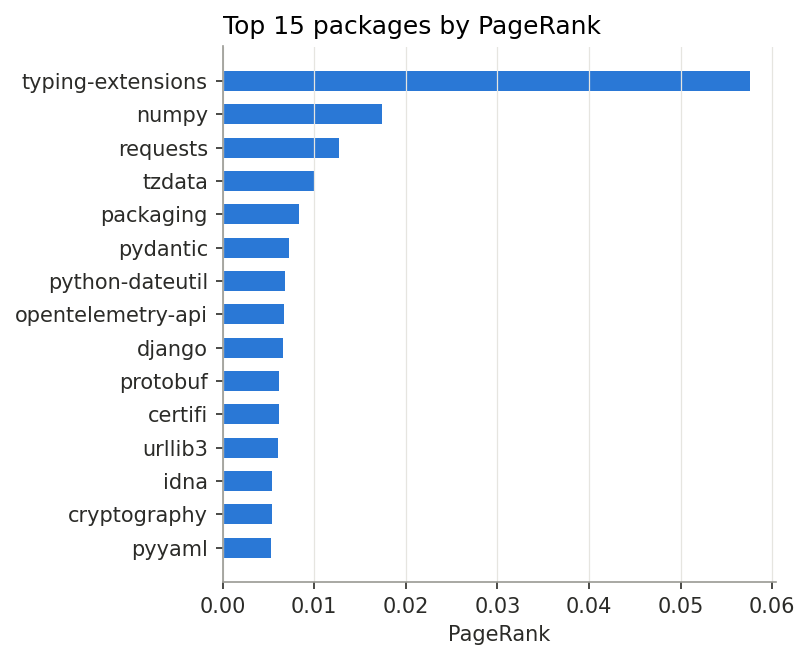 Top 15 packages by PageRank
typing-extensions
numpy
requests
tzdata
packaging
pydantic
python-dateutil
opentelemetry-api
django
protobuf
certifi
urllib3
idna
cryptography
pyyaml
0.00 0.01 0.02 0.03 0.04 0.05 0.06
PageRank